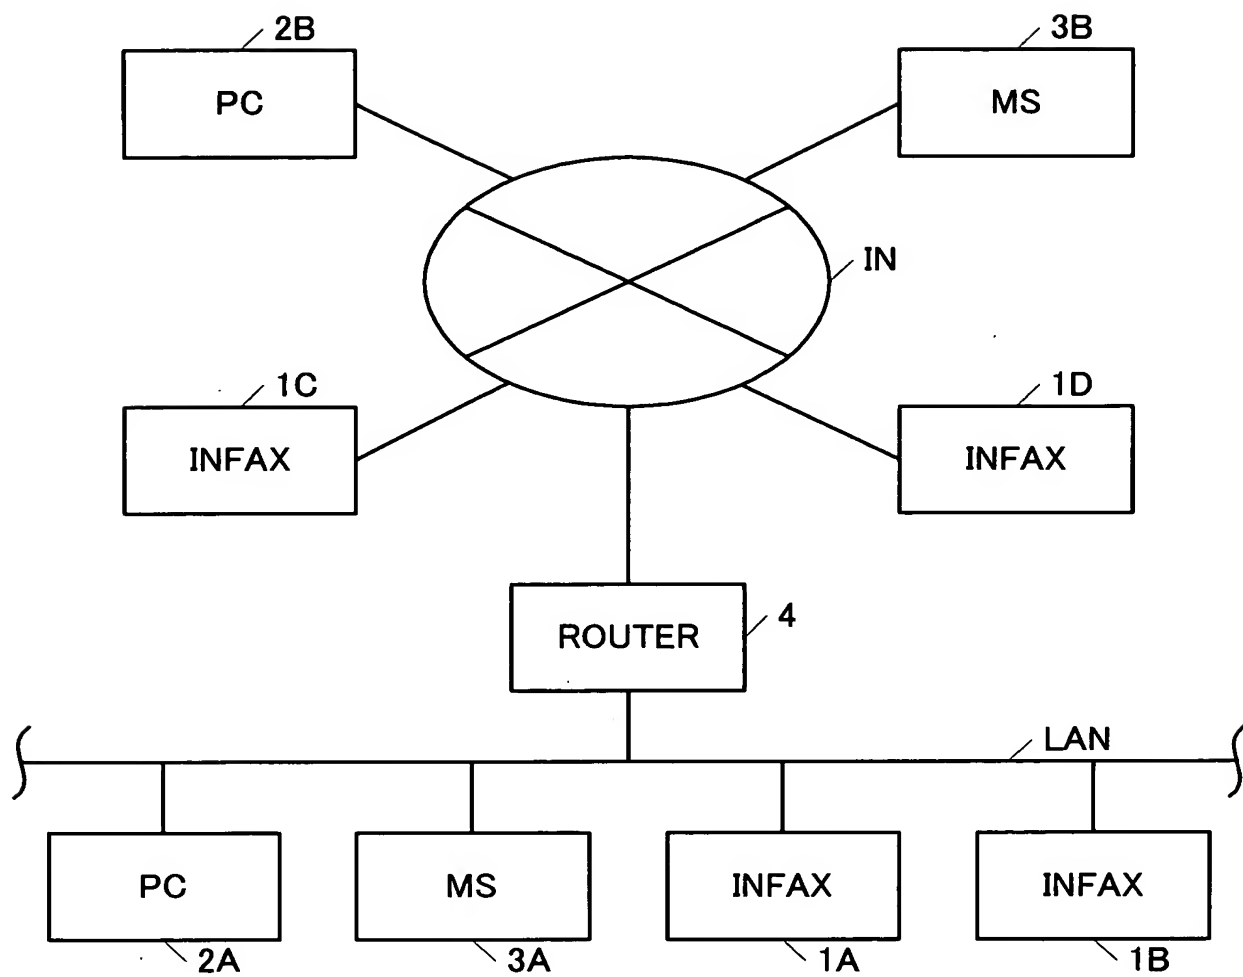 2B
3B
PC
MS
IN
1C
1D
INFAX
INFAX
4
ROUTER
LAN
PC
MS
INFAX
INFAX
2A
3A
1A
1B